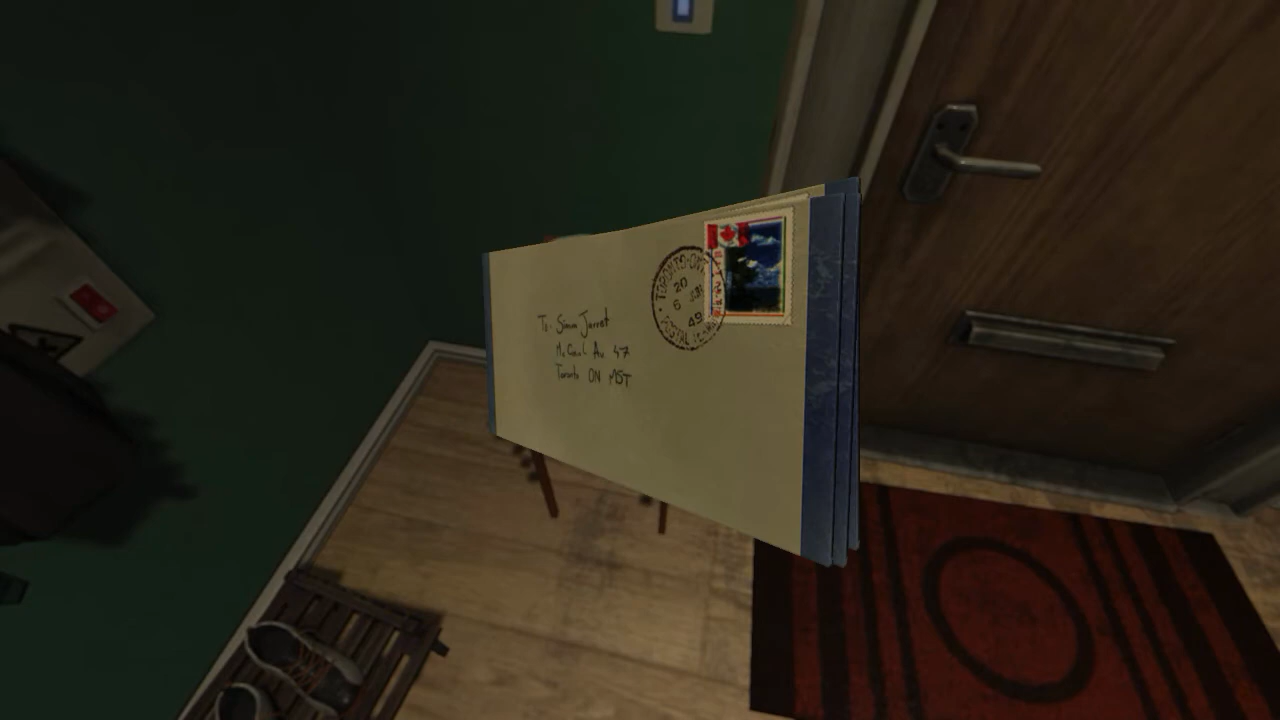 To: Simon Jarret
McCaul Av 47
Toronto ON M5T
TORONTO·ONT
20
6
49
POSTAL